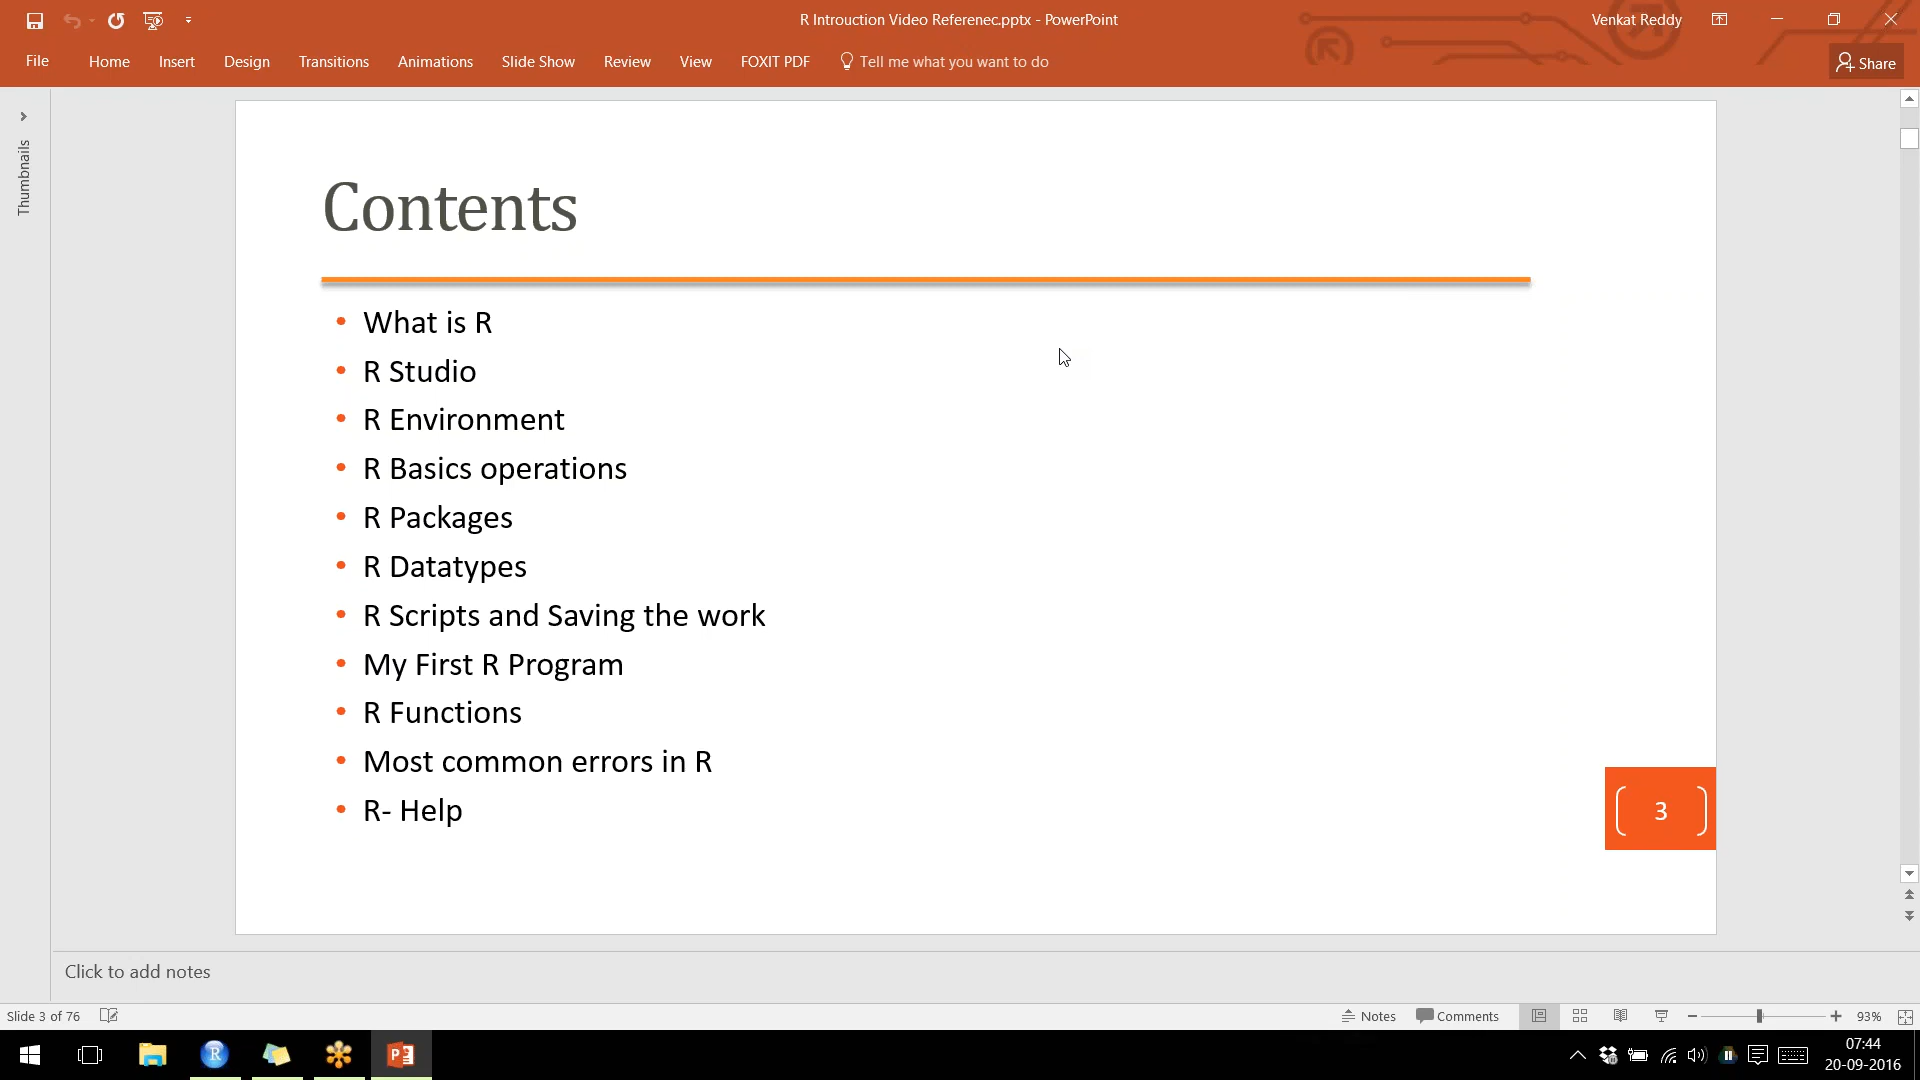 R Introuction Video Referenec.pptx - PowerPoint
Venkat Reddy
File Home Insert Design Transitions Animations Slide Show Review View FOXIT PDF Tell me what you want to do Share
Thumbnails
Contents
• What is R
• R Studio
• R Environment
• R Basics operations
• R Packages
• R Datatypes
• R Scripts and Saving the work
• My First R Program
• R Functions
• Most common errors in R
• R- Help
3
Click to add notes
Slide 3 of 76 Notes Comments 93%
07:44
20-09-2016